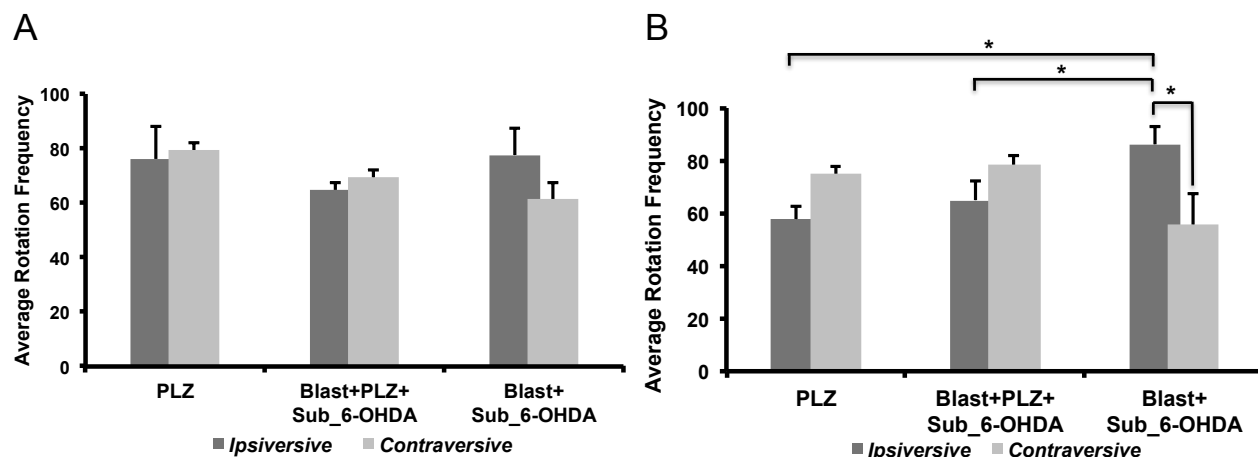 A
Average Rotation Frequency
100
80
60
40
20
0
PLZ
Blast+PLZ+
Sub_6-OHDA
Blast+
Sub_6-OHDA
Ipsiversive
Contraversive
B
*
*
*
Average Rotation Frequency
100
80
60
40
20
0
PLZ
Blast+PLZ+
Sub_6-OHDA
Blast+
Sub_6-OHDA
Ipsiversive
Contraversive